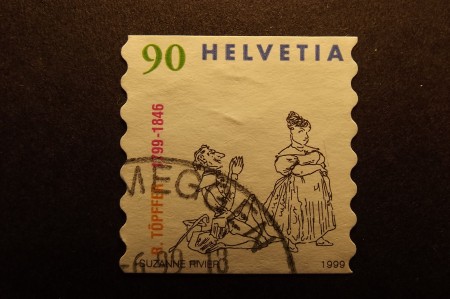 90 HELVETIA
R. TÖPFFER 1799-1846
SUZANNE RIVIER 1999